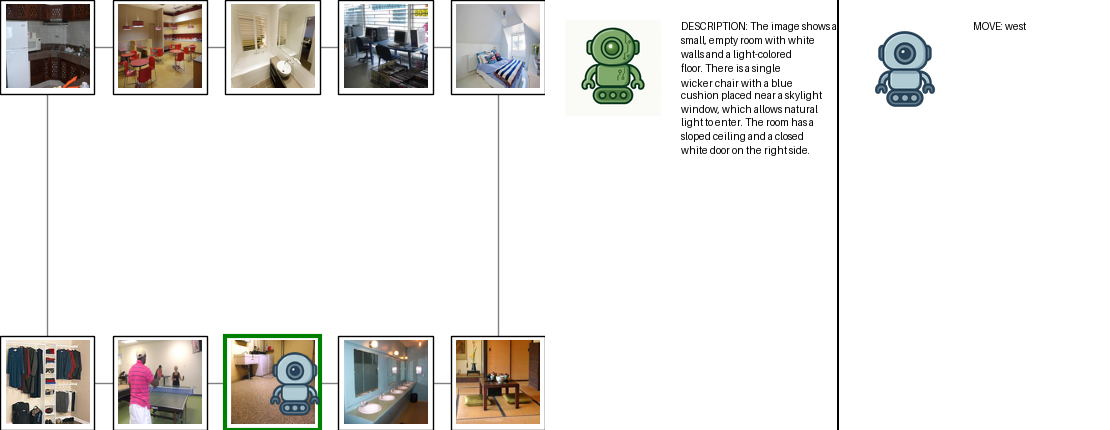 DESCRIPTION: The image shows a
small, empty room with white
walls and a light-colored
floor. There is a single
wicker chair with a blue
cushion placed near a skylight
window, which allows natural
light to enter. The room has a
sloped ceiling and a closed
white door on the right side.
MOVE: west